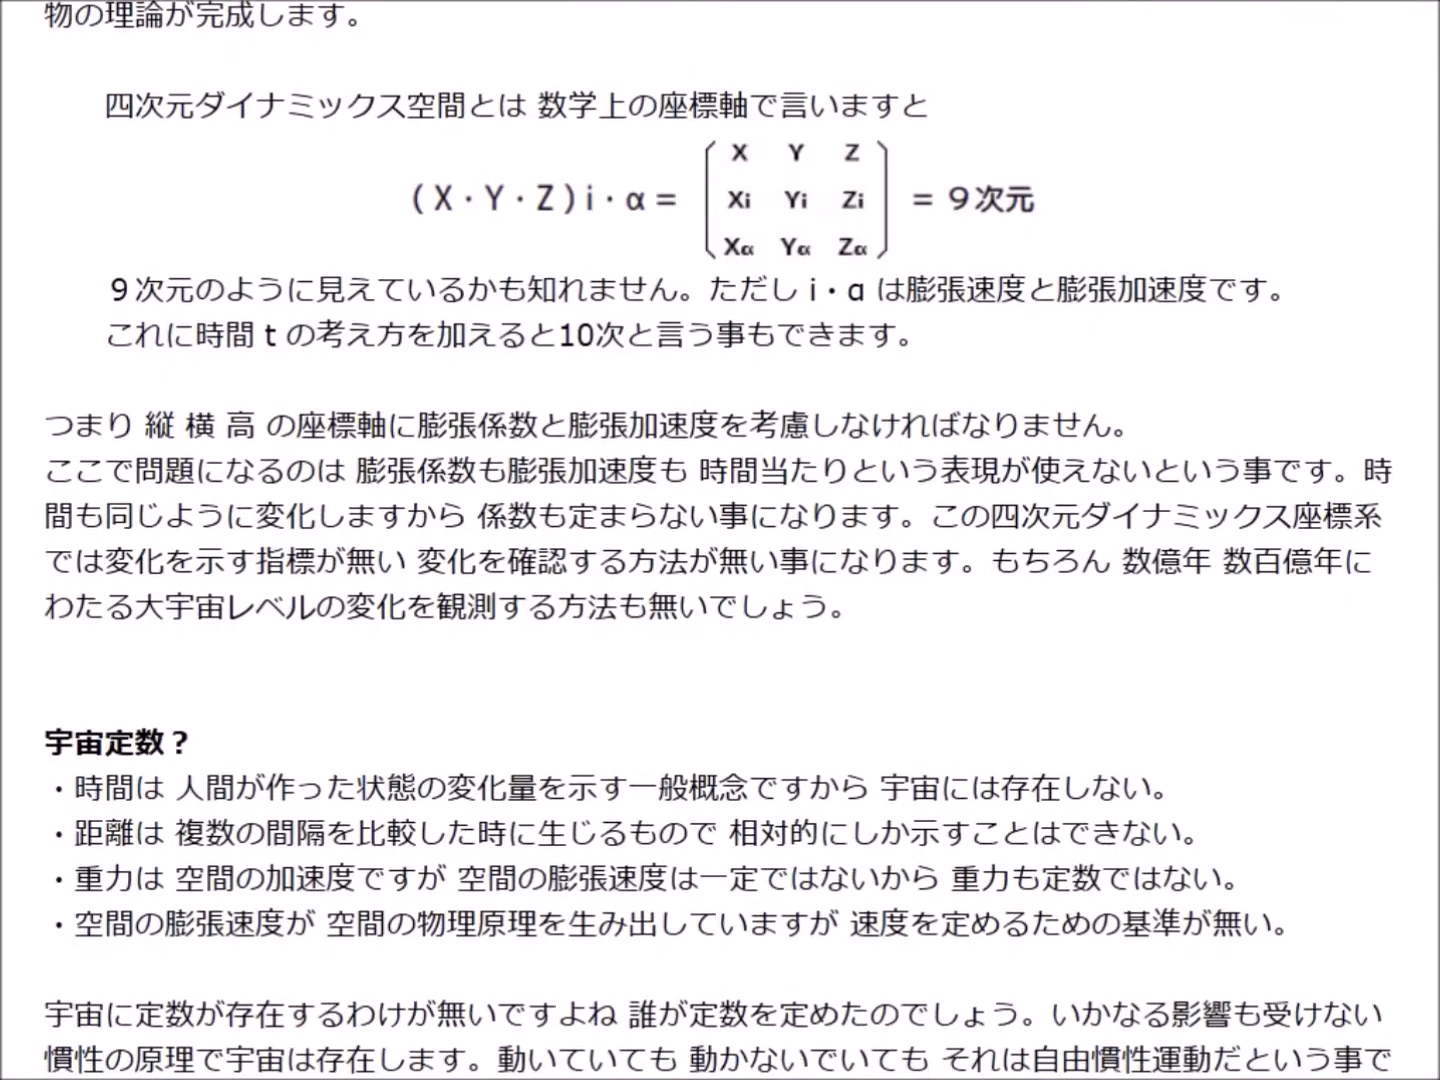 物の理論が完成します。
四次元ダイナミックス空間とは 数学上の座標軸で言いますと
X Y Z
(X・Y・Z)i・α= Xi Yi Zi = 9次元
Xα Yα Zα
9次元のように見えているかも知れません。ただし i・α は膨張速度と膨張加速度です。
これに時間 t の考え方を加えると10次と言う事もできます。
つまり 縦 横 高 の座標軸に膨張係数と膨張加速度を考慮しなければなりません。
ここで問題になるのは 膨張係数も膨張加速度も 時間当たりという表現が使えないという事です。時
間も同じように変化しますから 係数も定まらない事になります。この四次元ダイナミックス座標系
では変化を示す指標が無い 変化を確認する方法が無い事になります。もちろん 数億年 数百億年に
わたる大宇宙レベルの変化を観測する方法も無いでしょう。
宇宙定数?
・時間は 人間が作った状態の変化量を示す一般概念ですから 宇宙には存在しない。
・距離は 複数の間隔を比較した時に生じるもので 相対的にしか示すことはできない。
・重力は 空間の加速度ですが 空間の膨張速度は一定ではないから 重力も定数ではない。
・空間の膨張速度が 空間の物理原理を生み出していますが 速度を定めるための基準が無い。
宇宙に定数が存在するわけが無いですよね 誰が定数を定めたのでしょう。いかなる影響も受けない
慣性の原理で宇宙は存在します。動いていても 動かないでいても それは自由慣性運動だという事で